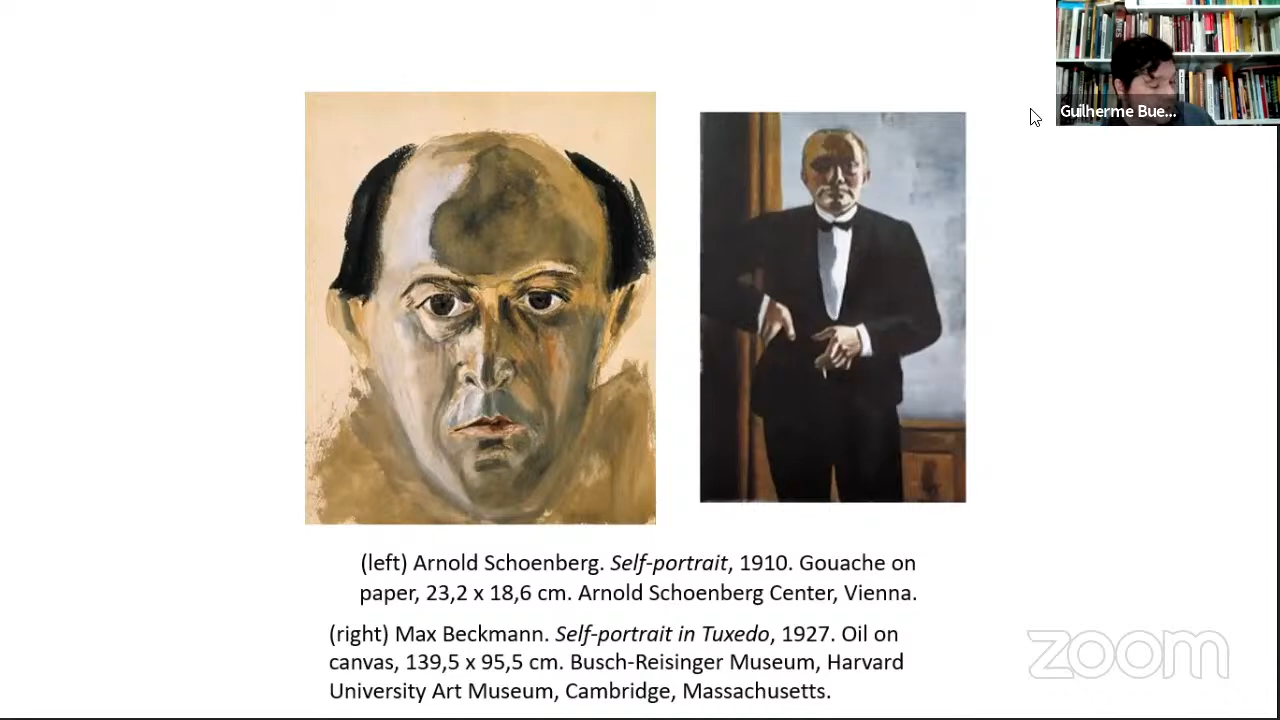 Guilherme Bue...
(left) Arnold Schoenberg. Self-portrait, 1910. Gouache on
paper, 23,2 x 18,6 cm. Arnold Schoenberg Center, Vienna.
(right) Max Beckmann. Self-portrait in Tuxedo, 1927. Oil on
canvas, 139,5 x 95,5 cm. Busch-Reisinger Museum, Harvard
University Art Museum, Cambridge, Massachusetts.
zoom